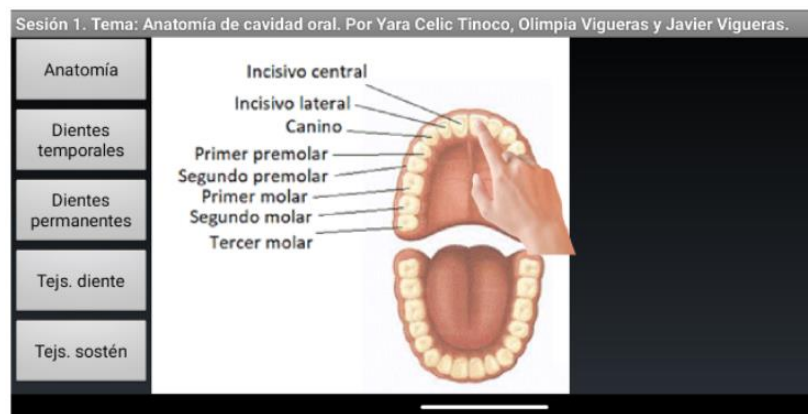 Sesión 1. Tema: Anatomía de cavidad oral. Por Yara Celic Tinoco, Olimpia Vigueras y Javier Vigueras.
Anatomía
Dientes
temporales
Dientes
permanentes
Tejs. diente
Tejs. sostén
Incisivo central
Incisivo lateral
Canino
Primer premolar
Segundo premolar
Primer molar
Segundo molar
Tercer molar